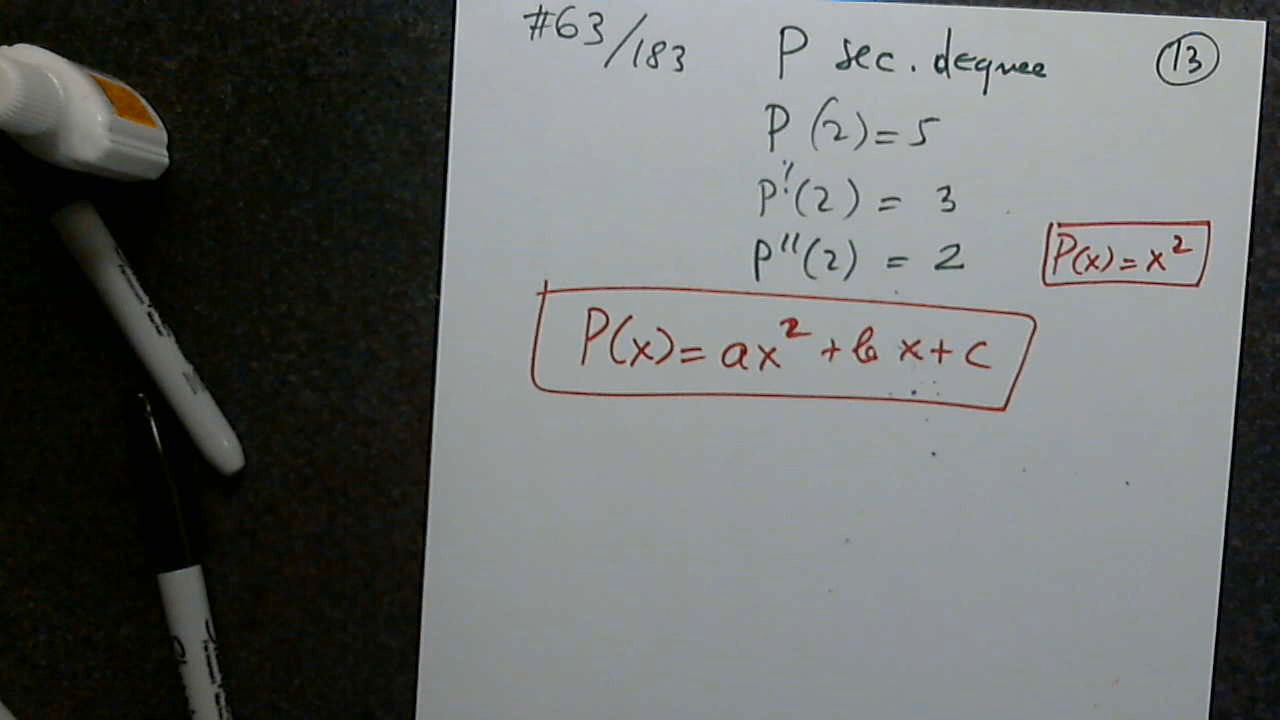 #63/183 P sec. degree 13
P(2)=5
P'(2) = 3
P''(2) = 2
P(x)=x²
P(x)=ax²+bx+c